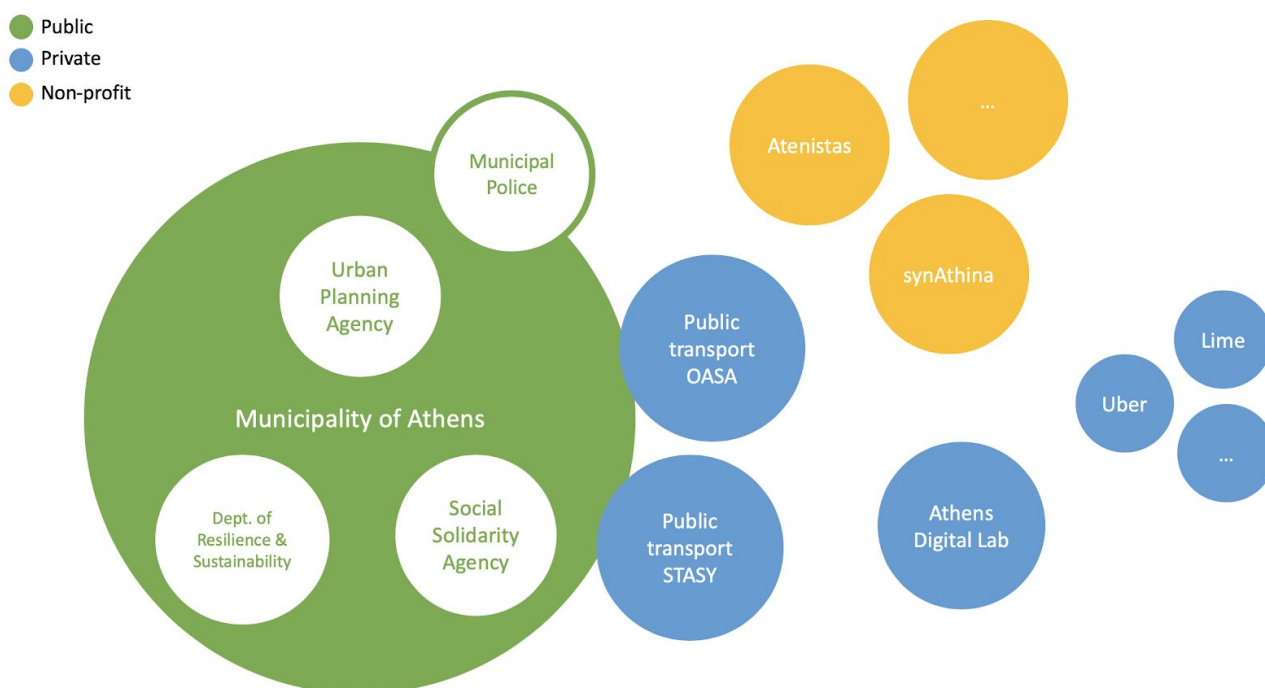 Public
Private
Non-profit
Municipal
Police
Urban
Planning
Agency
Municipality of Athens
Dept. of
Resilience &
Sustainability
Social
Solidarity
Agency
Public
transport
OASA
Public
transport
STASY
Atenistas
...
synAthina
Athens
Digital Lab
Lime
Uber
...